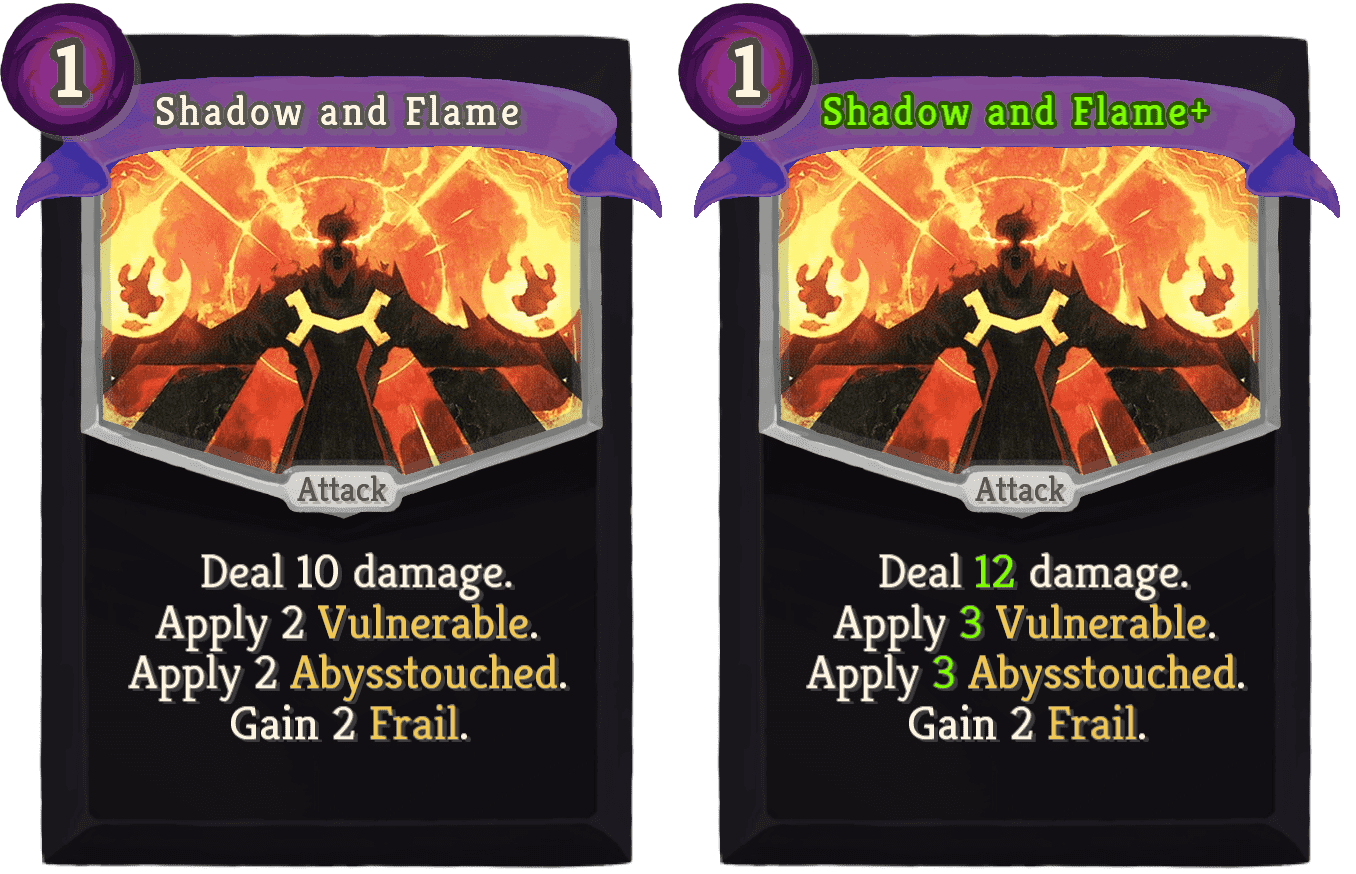 1
Shadow and Flame
Attack
Deal 10 damage.
Apply 2 Vulnerable.
Apply 2 Abysstouched.
Gain 2 Frail.
1
Shadow and Flame+
Attack
Deal 12 damage.
Apply 3 Vulnerable.
Apply 3 Abysstouched.
Gain 2 Frail.